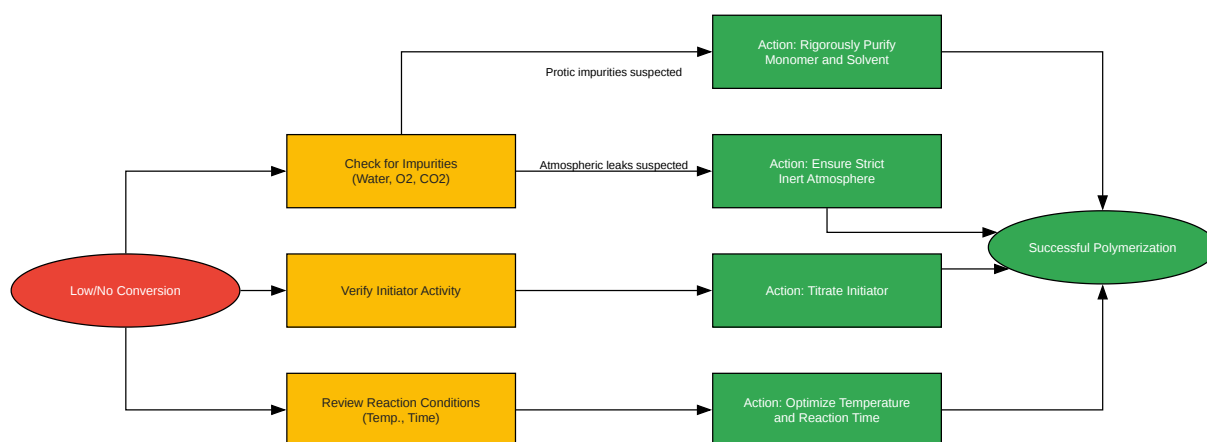 Action: Rigorously Purify
Monomer and Solvent
Protic impurities suspected
Check for Impurities
(Water, O2, CO2)
Atmospheric leaks suspected
Action: Ensure Strict
Inert Atmosphere
Successful Polymerization
Low/No Conversion
Verify Initiator Activity
Action: Titrate Initiator
Review Reaction Conditions
(Temp., Time)
Action: Optimize Temperature
and Reaction Time